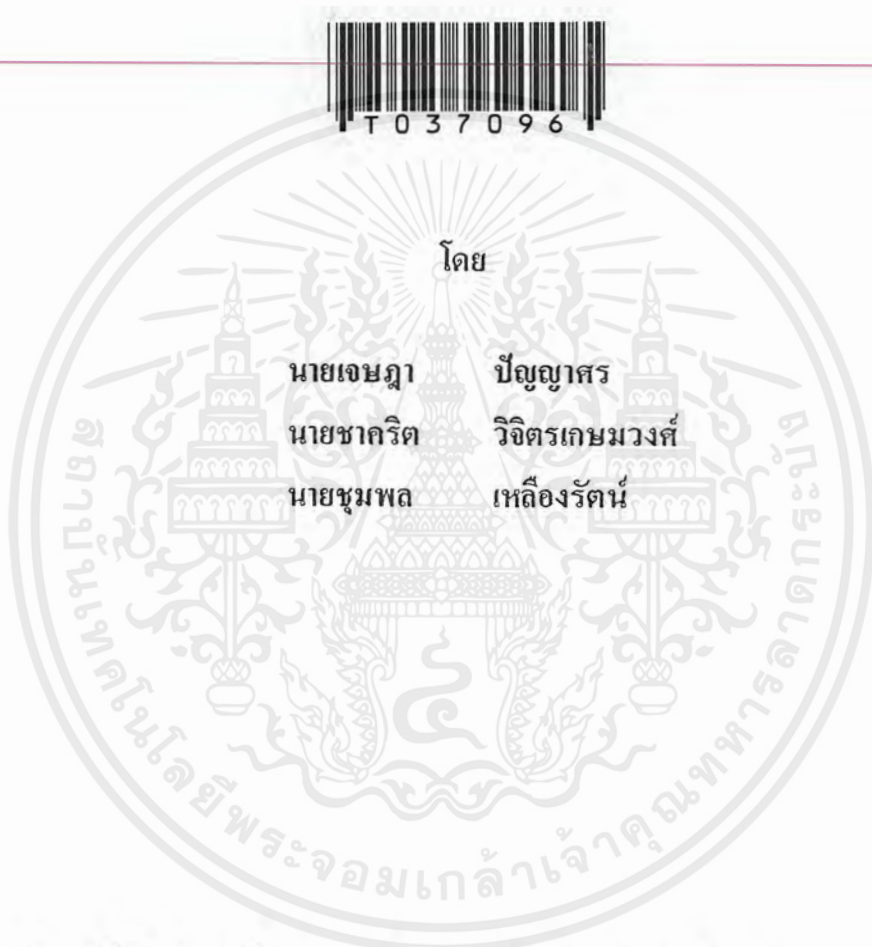 T037096
โดย
นายเจษฎา ปัญญาศร
นายชาคริต วิจิตรเกษมวงศ์
นายชุมพล เหลืองรัตน์
สถาบันเทคโนโลยีพระจอมเกล้าเจ้าคุณทหารลาดกระบัง